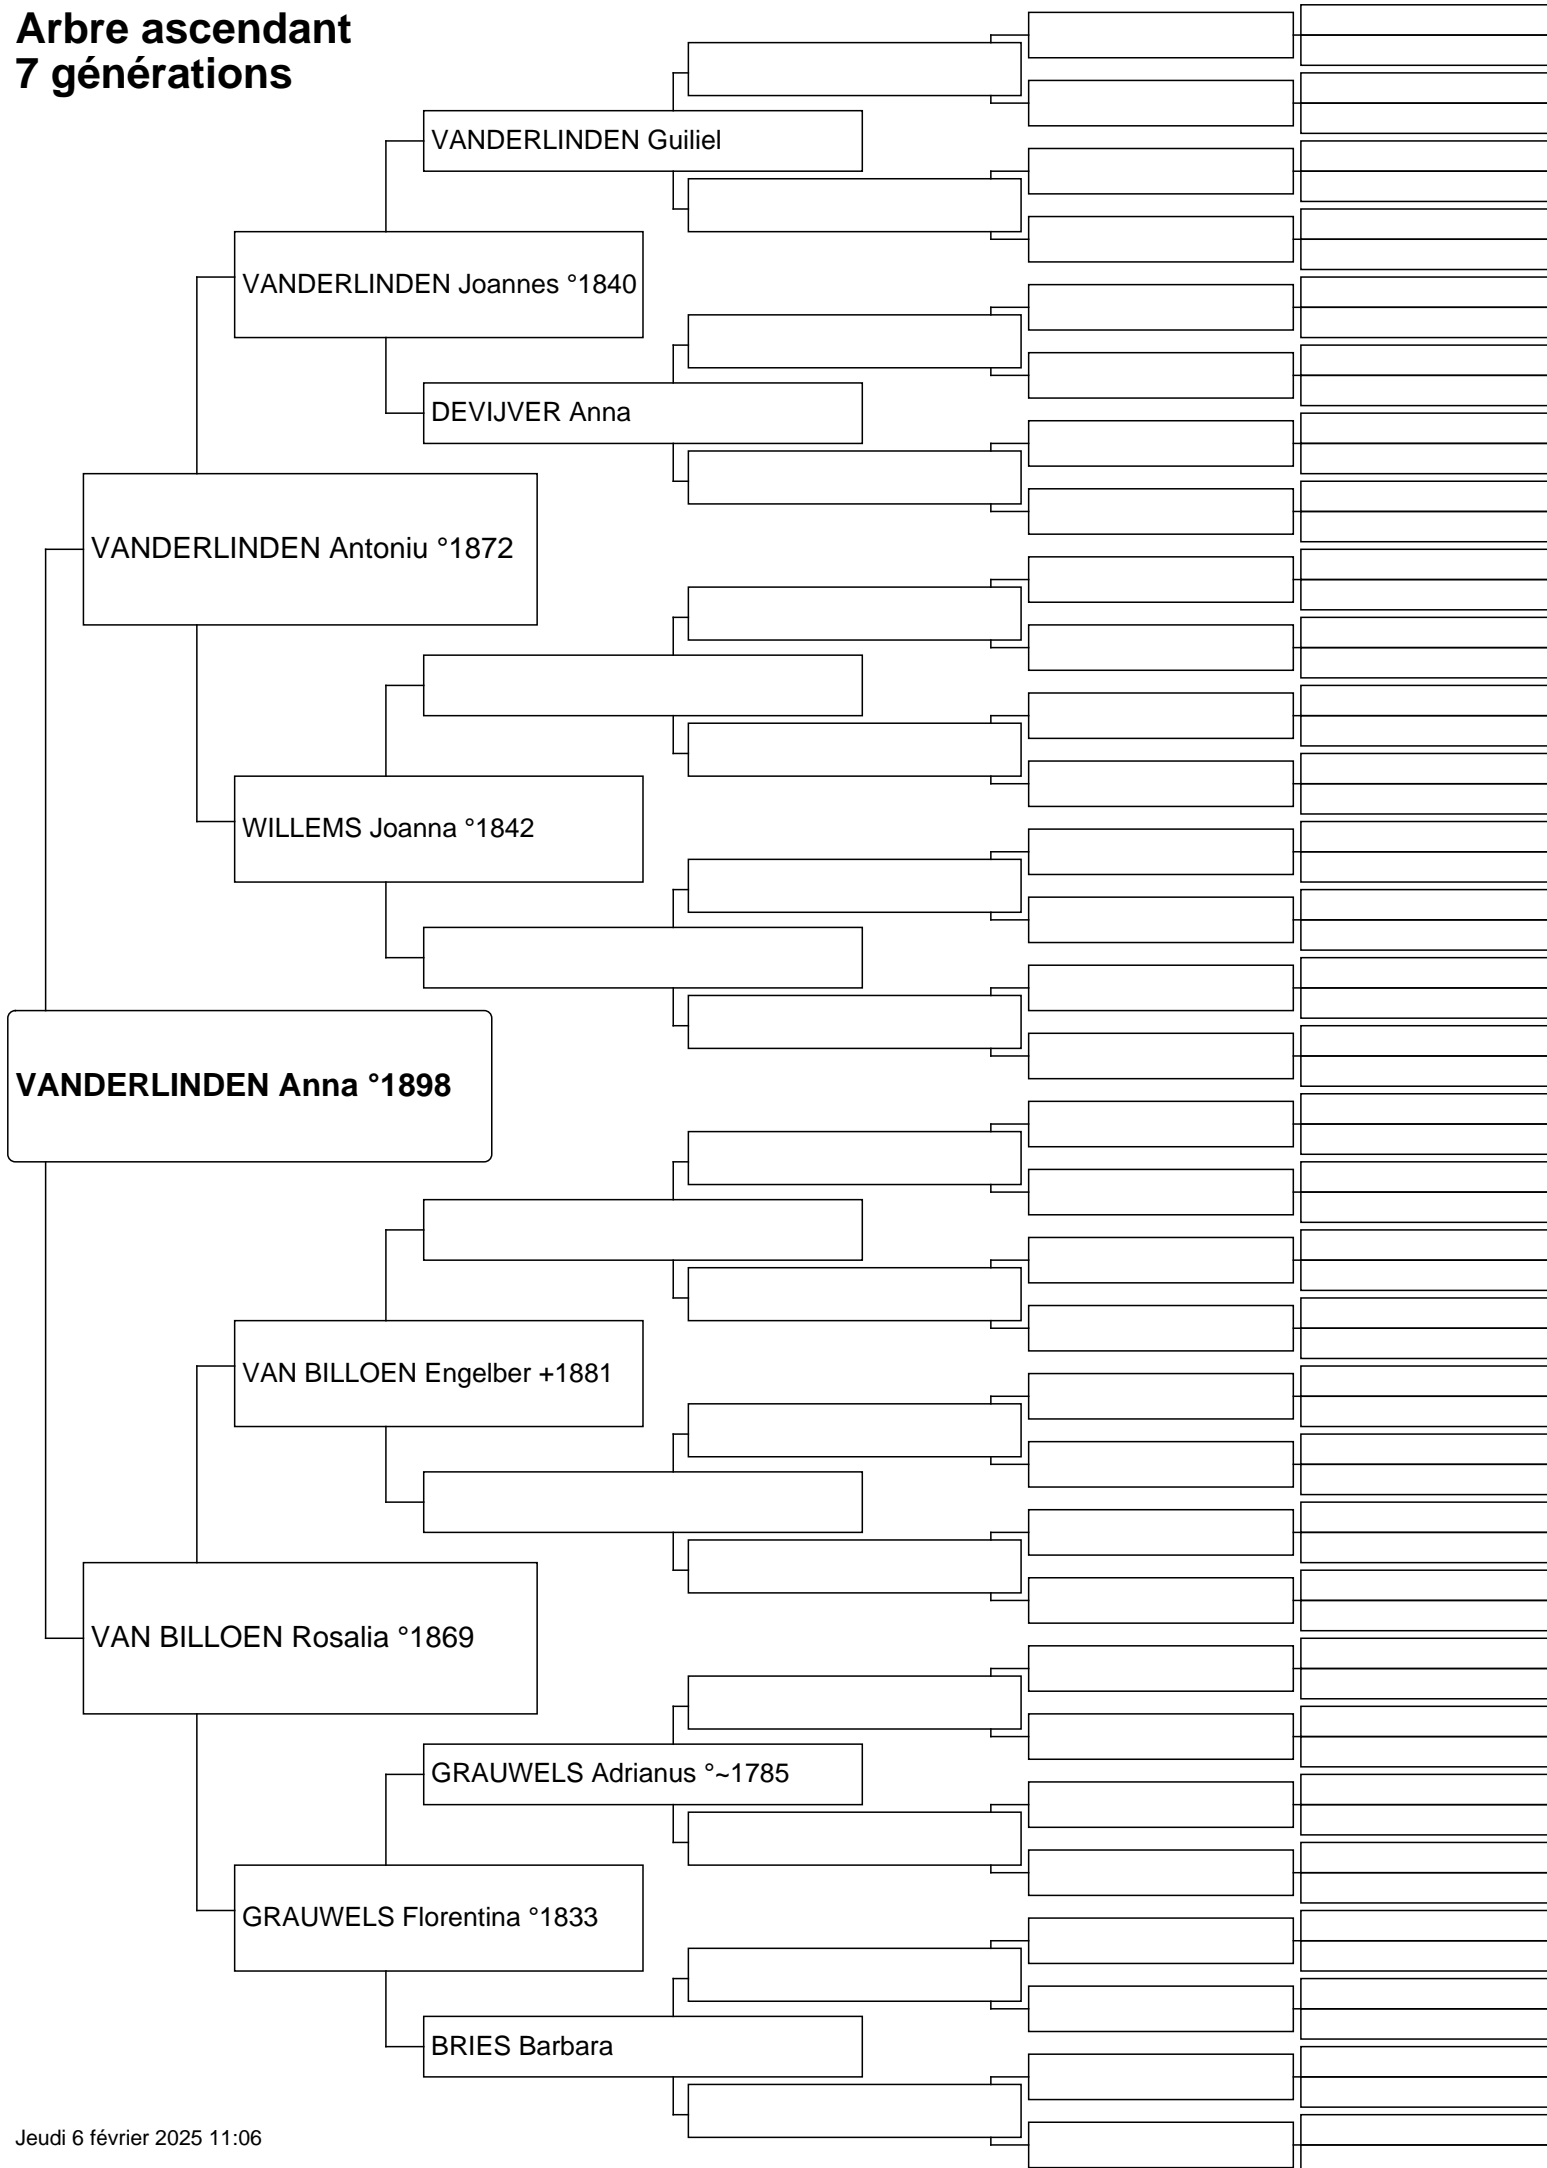 Arbre ascendant
7 générations
VANDERLINDEN Guiliel
VANDERLINDEN Joannes °1840
DEVIJVER Anna
VANDERLINDEN Antoniu °1872
WILLEMS Joanna °1842
VANDERLINDEN Anna °1898
VAN BILLOEN Engelber +1881
VAN BILLOEN Rosalia °1869
GRAUWELS Adrianus °~1785
GRAUWELS Florentina °1833
BRIES Barbara
Jeudi 6 février 2025 11:06